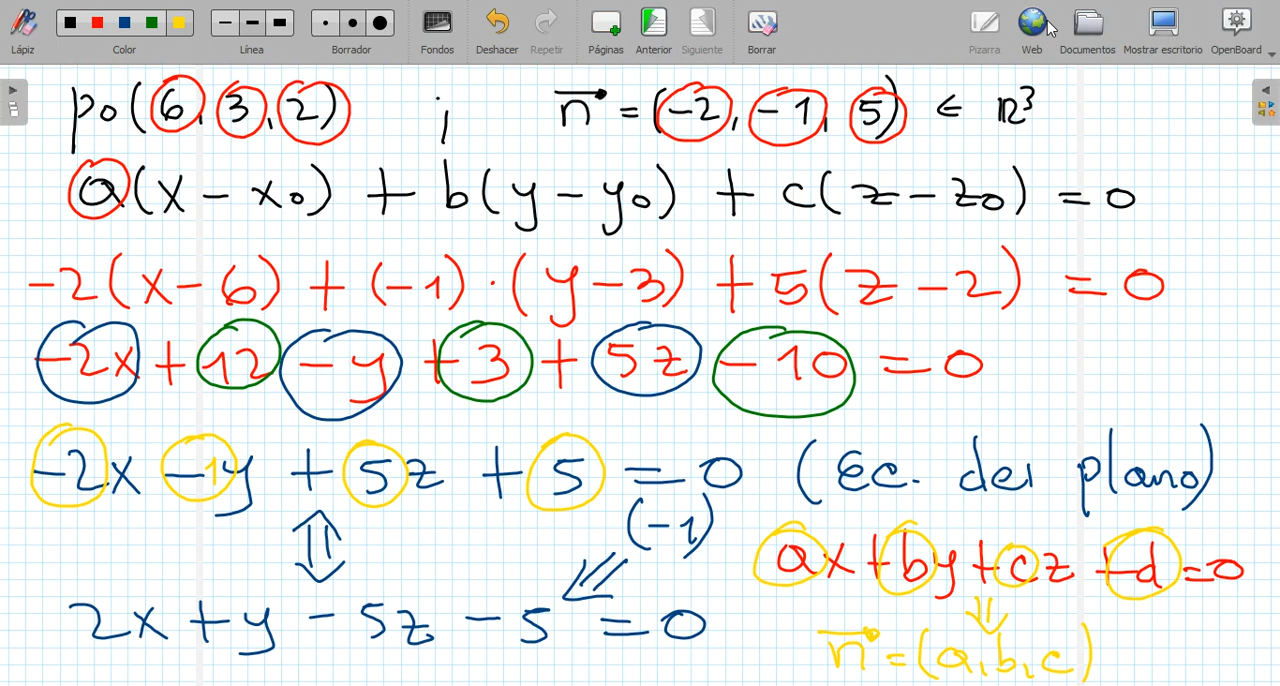 Lápiz Color Línea Borrador Fondos Deshacer Repetir Páginas Anterior Siguiente Borrar Pizarra Web Documentos Mostrar escritorio OpenBoard
po(6, 3, 2) ; n⃗ = (-2, -1, 5) ∈ ℝ³
a(x - x₀) + b(y - y₀) + c(z - z₀) = 0
-2(x - 6) + (-1)·(y - 3) + 5(z - 2) = 0
-2x + 12 - y + 3 + 5z - 10 = 0
-2x - 1y + 5z + 5 = 0 (Ec. del plano)
(-1)
ax + by + cz + d = 0
⇕ ⇙ ⇓
2x + y - 5z - 5 = 0
n⃗ = (a, b, c)